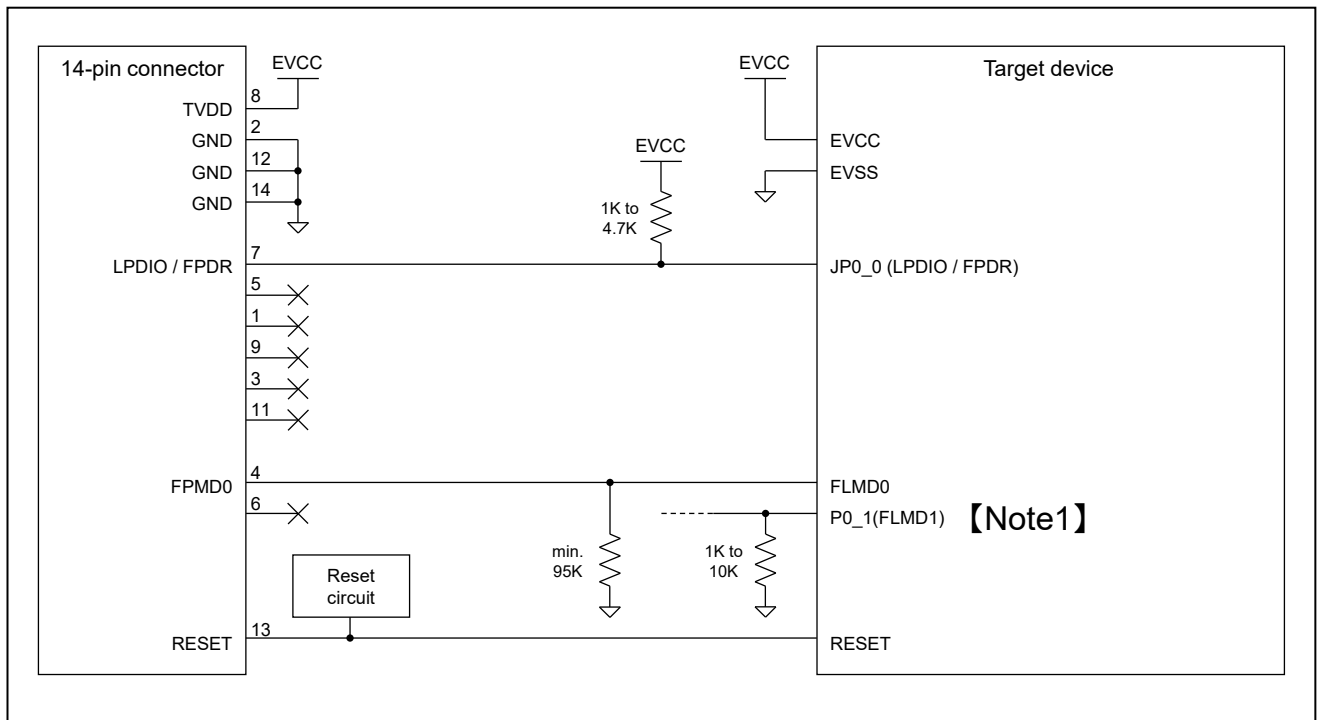 14-pin connector
EVCC
EVCC
Target device
TVDD
8
GND
2
GND
12
GND
14
EVCC
EVCC
EVSS
1K to
4.7K
LPDIO / FPDR
7
JP0_0 (LPDIO / FPDR)
5
1
9
3
11
FPMD0
4
FLMD0
6
P0_1(FLMD1)
【Note1】
min.
95K
1K to
10K
Reset
circuit
RESET
13
RESET